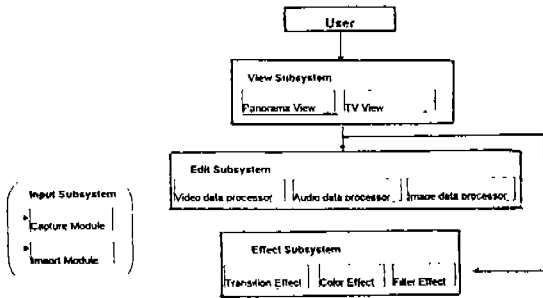 User
View Subsystem
Panorama View TV View
Edit Subsystem
Video data processor Audio data processor Image data processor
Input Subsystem
Capture Module
Import Module
Effect Subsystem
Transition Effect Color Effect Filter Effect